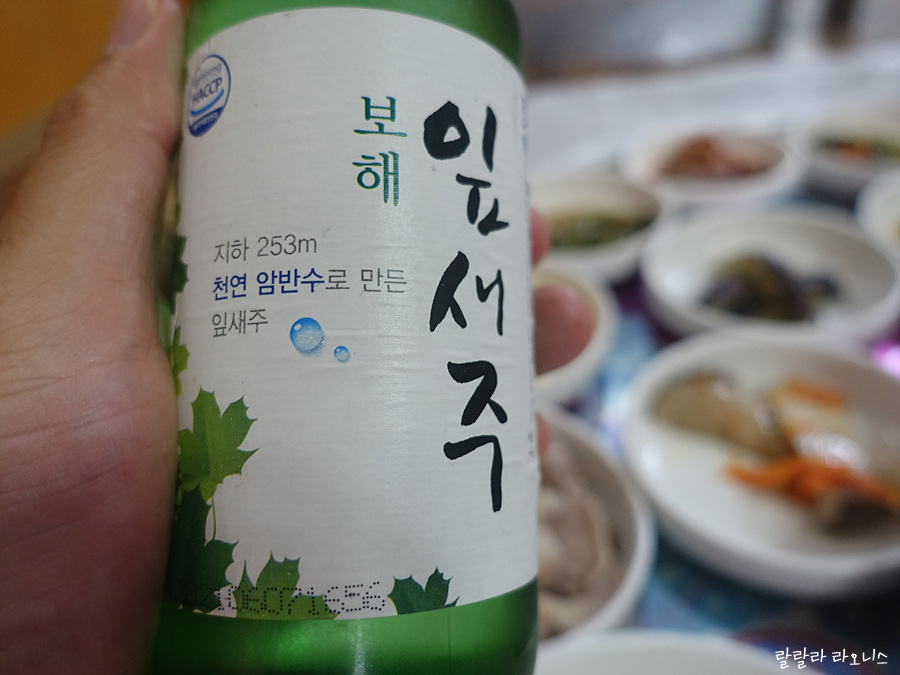 HACCP
보해
잎새주
지하 253m
천연 암반수로 만든
잎새주
랄랄라 라오니스